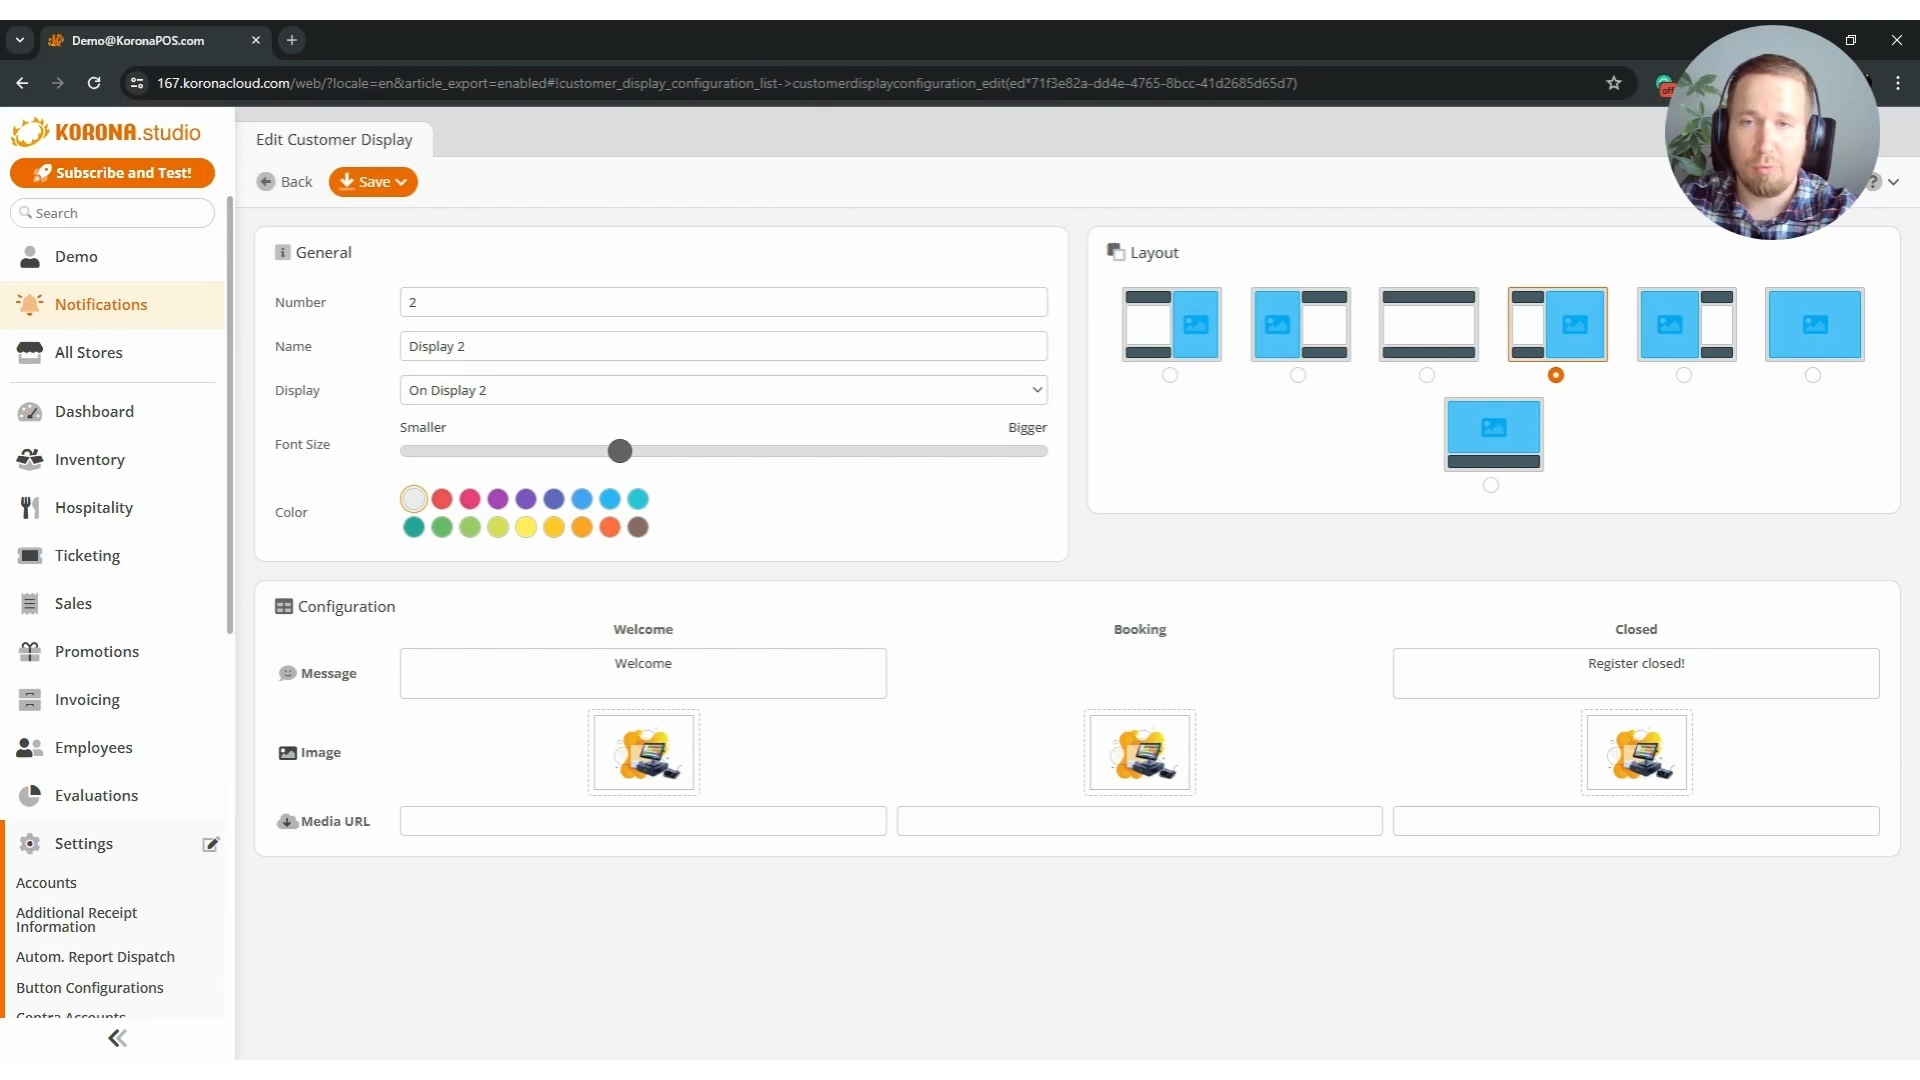 Demo@KoronaPOS.com
167.koronacloud.com/web/?locale=en&article_export=enabled#!customer_display_configuration_list->customerdisplayconfiguration_edit(ed*71f3e82a-dd4e-4765-8bcc-41d2685d65d7)
off
KORONA.studio
Subscribe and Test!
Search
Demo
Notifications
All Stores
Dashboard
Inventory
Hospitality
Ticketing
Sales
Promotions
Invoicing
Employees
Evaluations
Settings
Accounts
Additional Receipt
Information
Autom. Report Dispatch
Button Configurations
Contra Accounts
Edit Customer Display
Back
Save
?
General
Number
2
Name
Display 2
Display
On Display 2
Font Size
Smaller
Bigger
Color
Layout
Configuration
Welcome
Booking
Closed
Message
Welcome
Register closed!
Image
Media URL